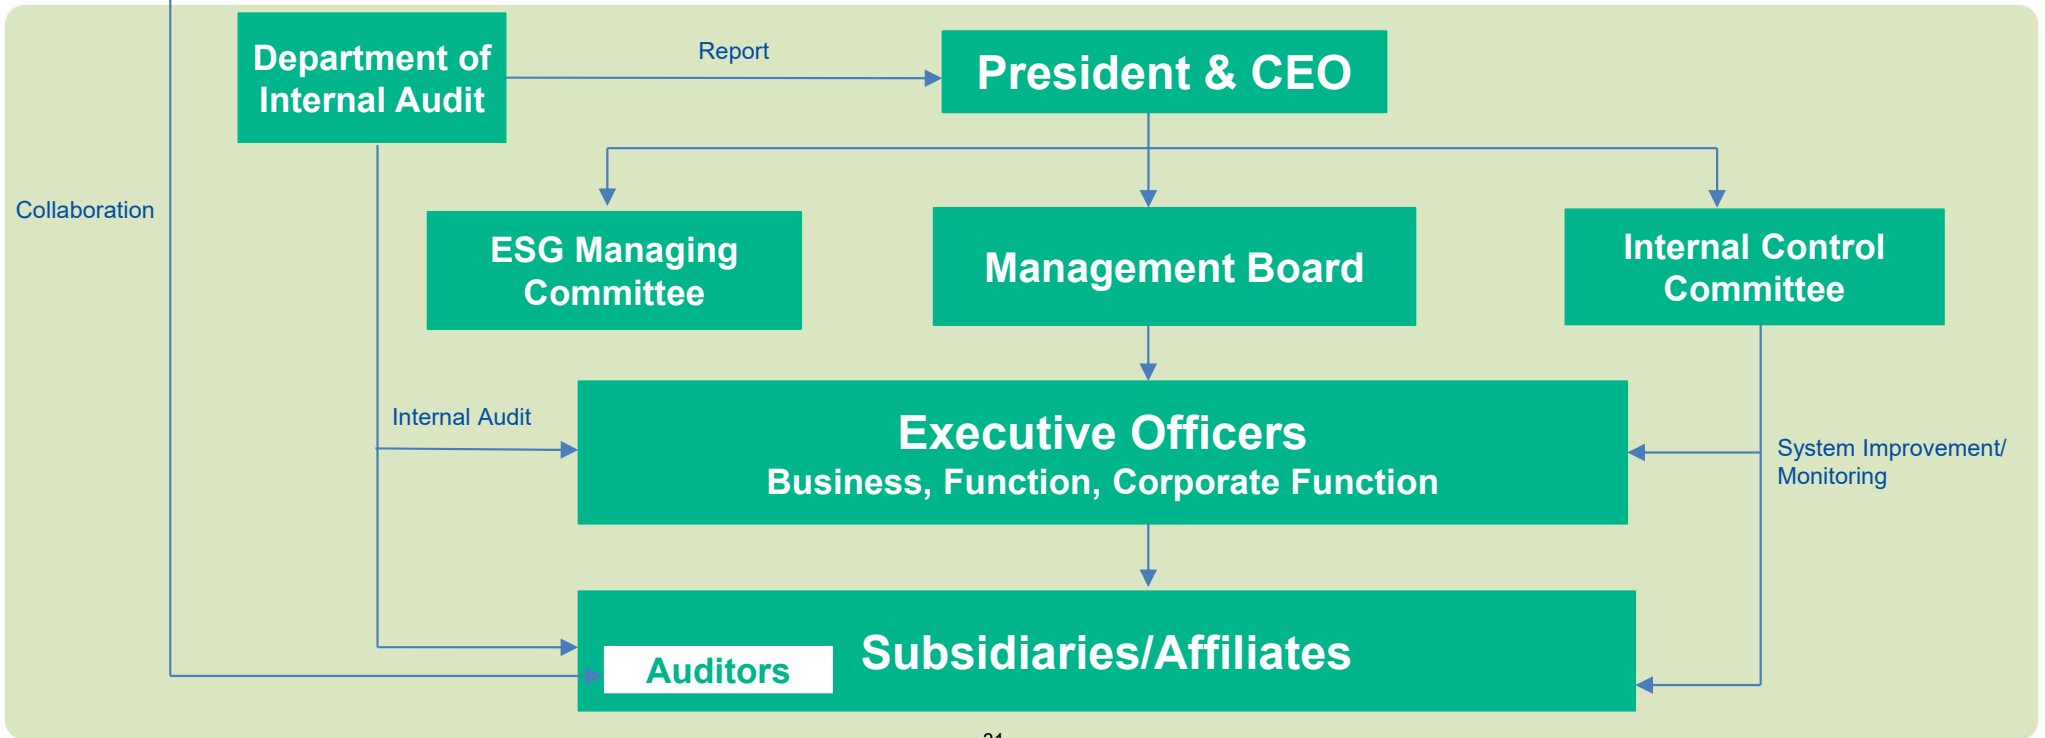 Department of
Internal Audit
Report
President & CEO
Collaboration
ESG Managing
Committee
Management Board
Internal Control
Committee
Internal Audit
Executive Officers
Business, Function, Corporate Function
System Improvement/
Monitoring
Subsidiaries/Affiliates
Auditors